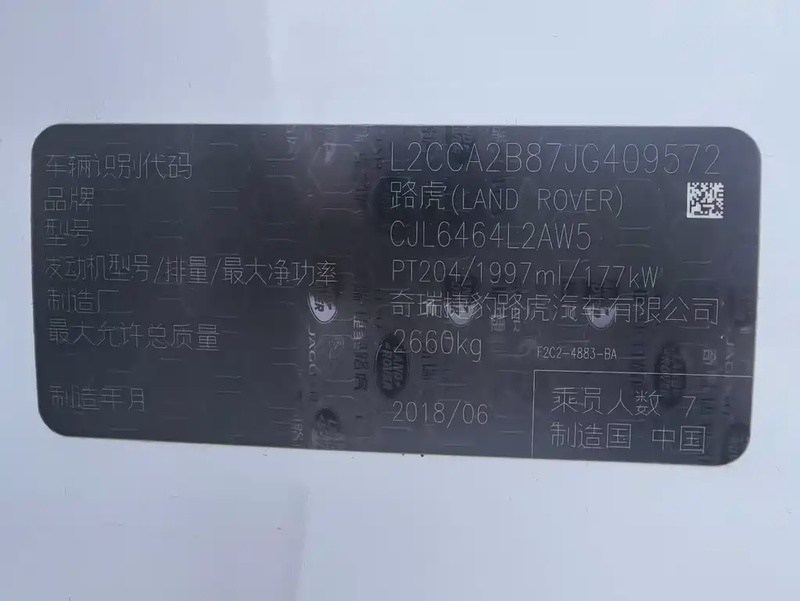 车辆识别代码 L2CCA2B87JG409572
品牌 路虎(LAND ROVER)
型号 CJL6464L2AW5
发动机型号/排量/最大净功率 PT204/1997ml/177kW
制造厂 奇瑞捷豹路虎汽车有限公司
最大允许总质量 2660kg
F2C2-4883-BA
制造年月 2018/06
乘员人数 7
制造国 中国